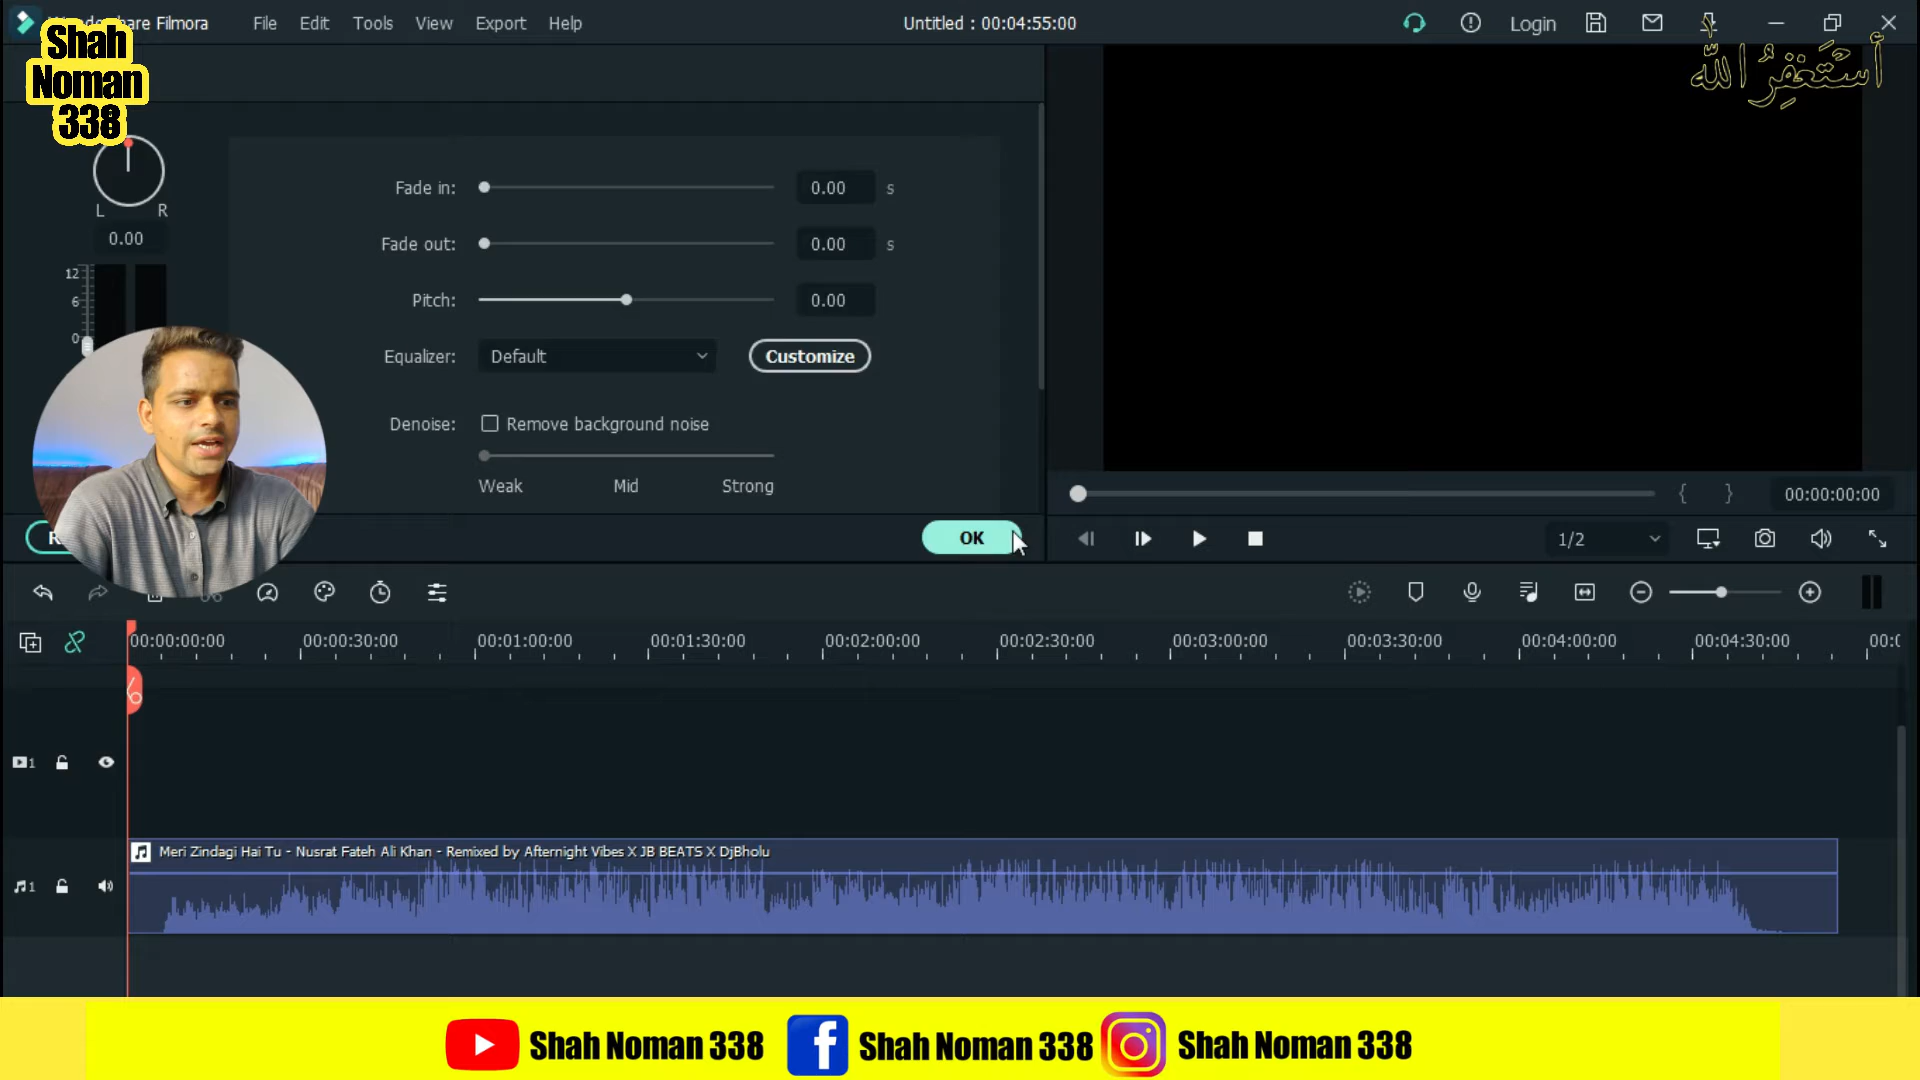 Shah
Noman
338
share Filmora
File Edit Tools View Export Help
Untitled : 00:04:55:00
Login
أَسْتَغْفِرُ اللّٰه
L R
0.00
12
6
0
Fade in: 0.00 s
Fade out: 0.00 s
Pitch: 0.00
Equalizer: Default Customize
Denoise: Remove background noise
Weak Mid Strong
OK
{ } 00:00:00:00
1/2
00:00:00:00 00:00:30:00 00:01:00:00 00:01:30:00 00:02:00:00 00:02:30:00 00:03:00:00 00:03:30:00 00:04:00:00 00:04:30:00
1
Meri Zindagi Hai Tu - Nusrat Fateh Ali Khan - Remixed by Afternight Vibes X JB BEATS X DjBholu
1
Shah Noman 338 Shah Noman 338 Shah Noman 338